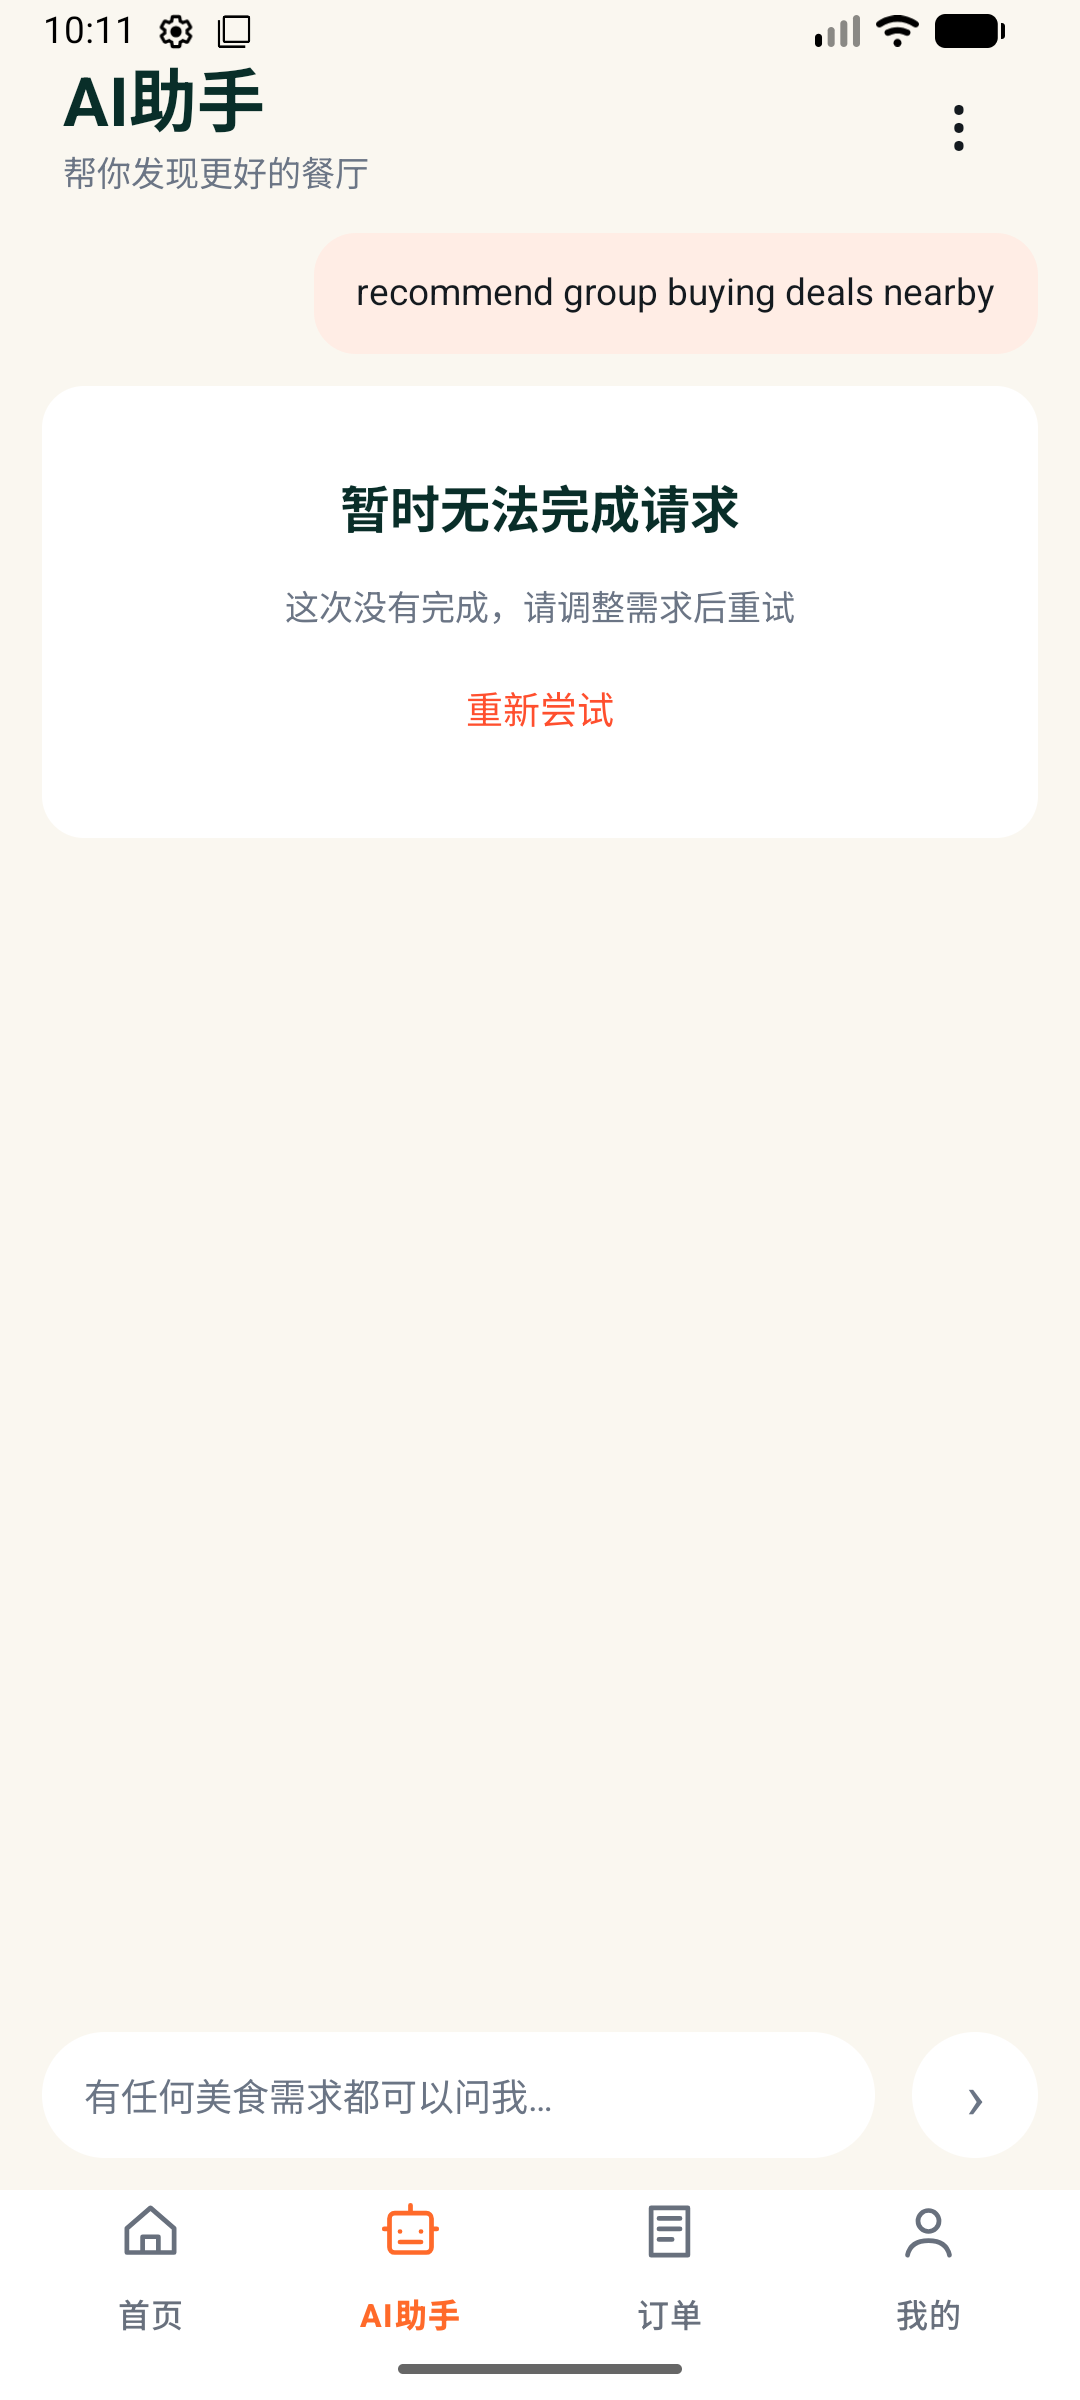 10:11
AI助手
帮你发现更好的餐厅
recommend group buying deals nearby
暂时无法完成请求
这次没有完成，请调整需求后重试
重新尝试
有任何美食需求都可以问我...
首页
AI助手
订单
我的